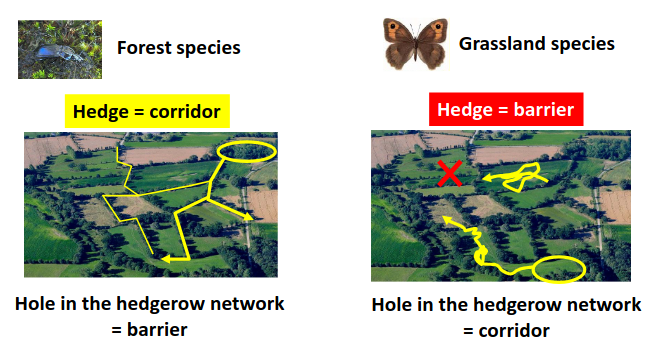 Forest species
Hedge = corridor
Hole in the hedgerow network
= barrier
Grassland species
Hedge = barrier
Hole in the hedgerow network
= corridor